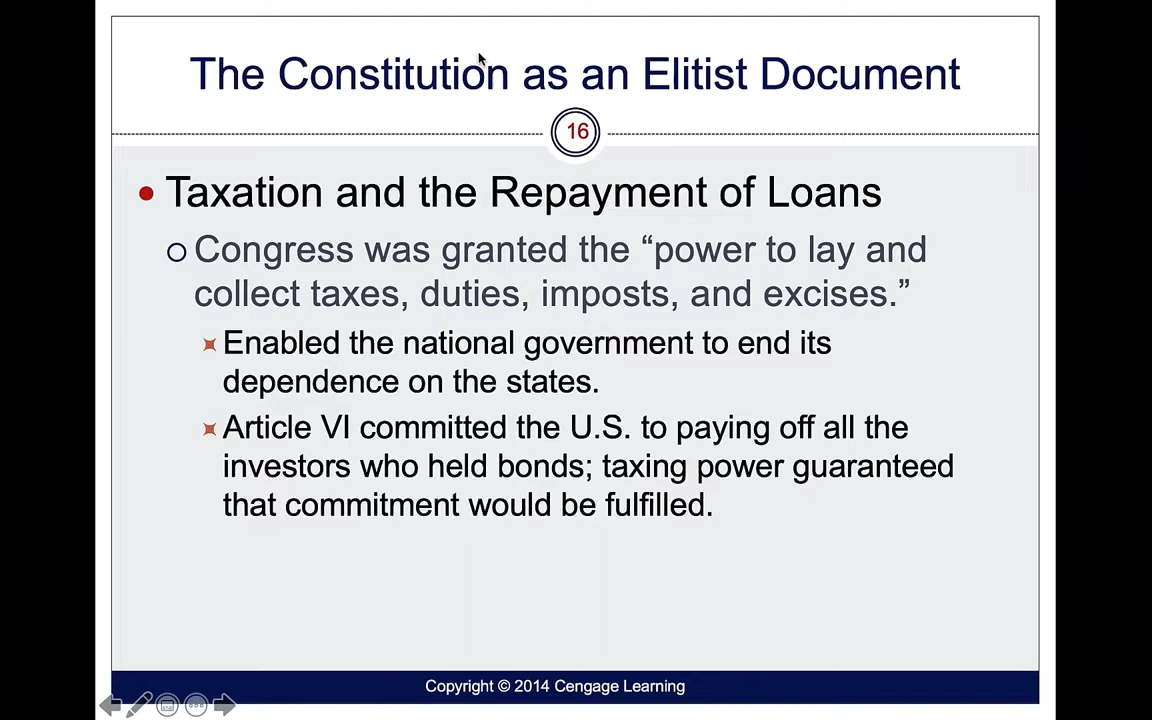 The Constitution as an Elitist Document
16
Taxation and the Repayment of Loans
Congress was granted the “power to lay and
collect taxes, duties, imposts, and excises.”
Enabled the national government to end its
dependence on the states.
Article VI committed the U.S. to paying off all the
investors who held bonds; taxing power guaranteed
that commitment would be fulfilled.
Copyright © 2014 Cengage Learning